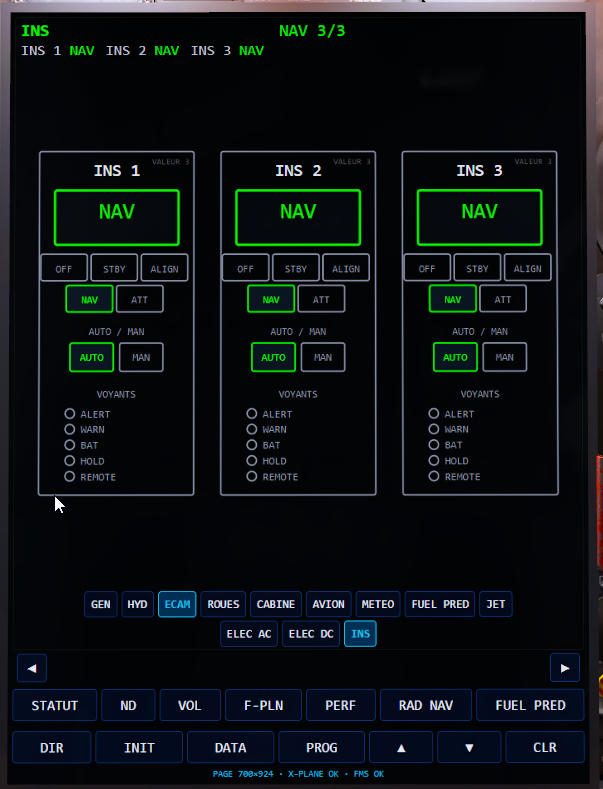 INS NAV 3/3
INS 1 NAV INS 2 NAV INS 3 NAV
VALEUR 3 VALEUR 3 VALEUR 3
INS 1 INS 2 INS 3
NAV NAV NAV
OFF STBY ALIGN OFF STBY ALIGN OFF STBY ALIGN
NAV ATT NAV ATT NAV ATT
AUTO / MAN AUTO / MAN AUTO / MAN
AUTO MAN AUTO MAN AUTO MAN
VOYANTS VOYANTS VOYANTS
ALERT ALERT ALERT
WARN WARN WARN
BAT BAT BAT
HOLD HOLD HOLD
REMOTE REMOTE REMOTE
GEN HYD ECAM ROUES CABINE AVION METEO FUEL PRED JET
ELEC AC ELEC DC INS
◀ ▶
STATUT ND VOL F-PLN PERF RAD NAV FUEL PRED
DIR INIT DATA PROG ▲ ▼ CLR
PAGE 700×924 · X-PLANE OK · FMS OK